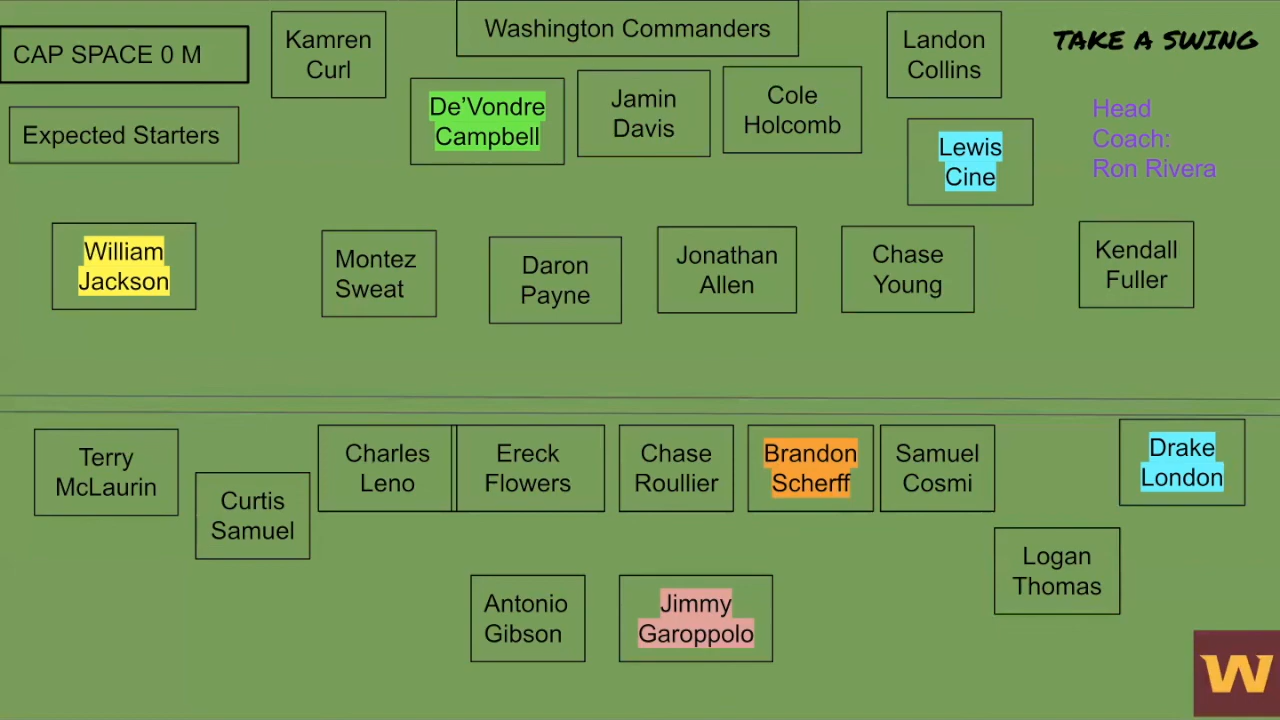 Washington Commanders
CAP SPACE 0 M
Kamren
Curl
Landon
Collins
TAKE A SWING
De'Vondre
Campbell
Jamin
Davis
Cole
Holcomb
Expected Starters
Lewis
Cine
Head
Coach:
Ron Rivera
William
Jackson
Montez
Sweat
Daron
Payne
Jonathan
Allen
Chase
Young
Kendall
Fuller
Terry
McLaurin
Curtis
Samuel
Charles
Leno
Ereck
Flowers
Chase
Roullier
Brandon
Scherff
Samuel
Cosmi
Drake
London
Logan
Thomas
Antonio
Gibson
Jimmy
Garoppolo
W